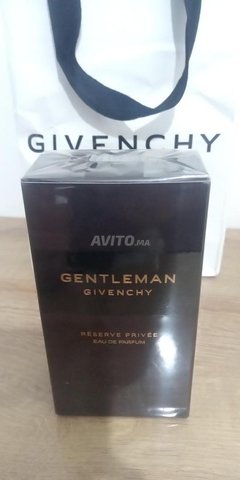 GIVENCHY
AVITO.ma
GENTLEMAN
GIVENCHY
RÉSERVE PRIVÉE
EAU DE PARFUM